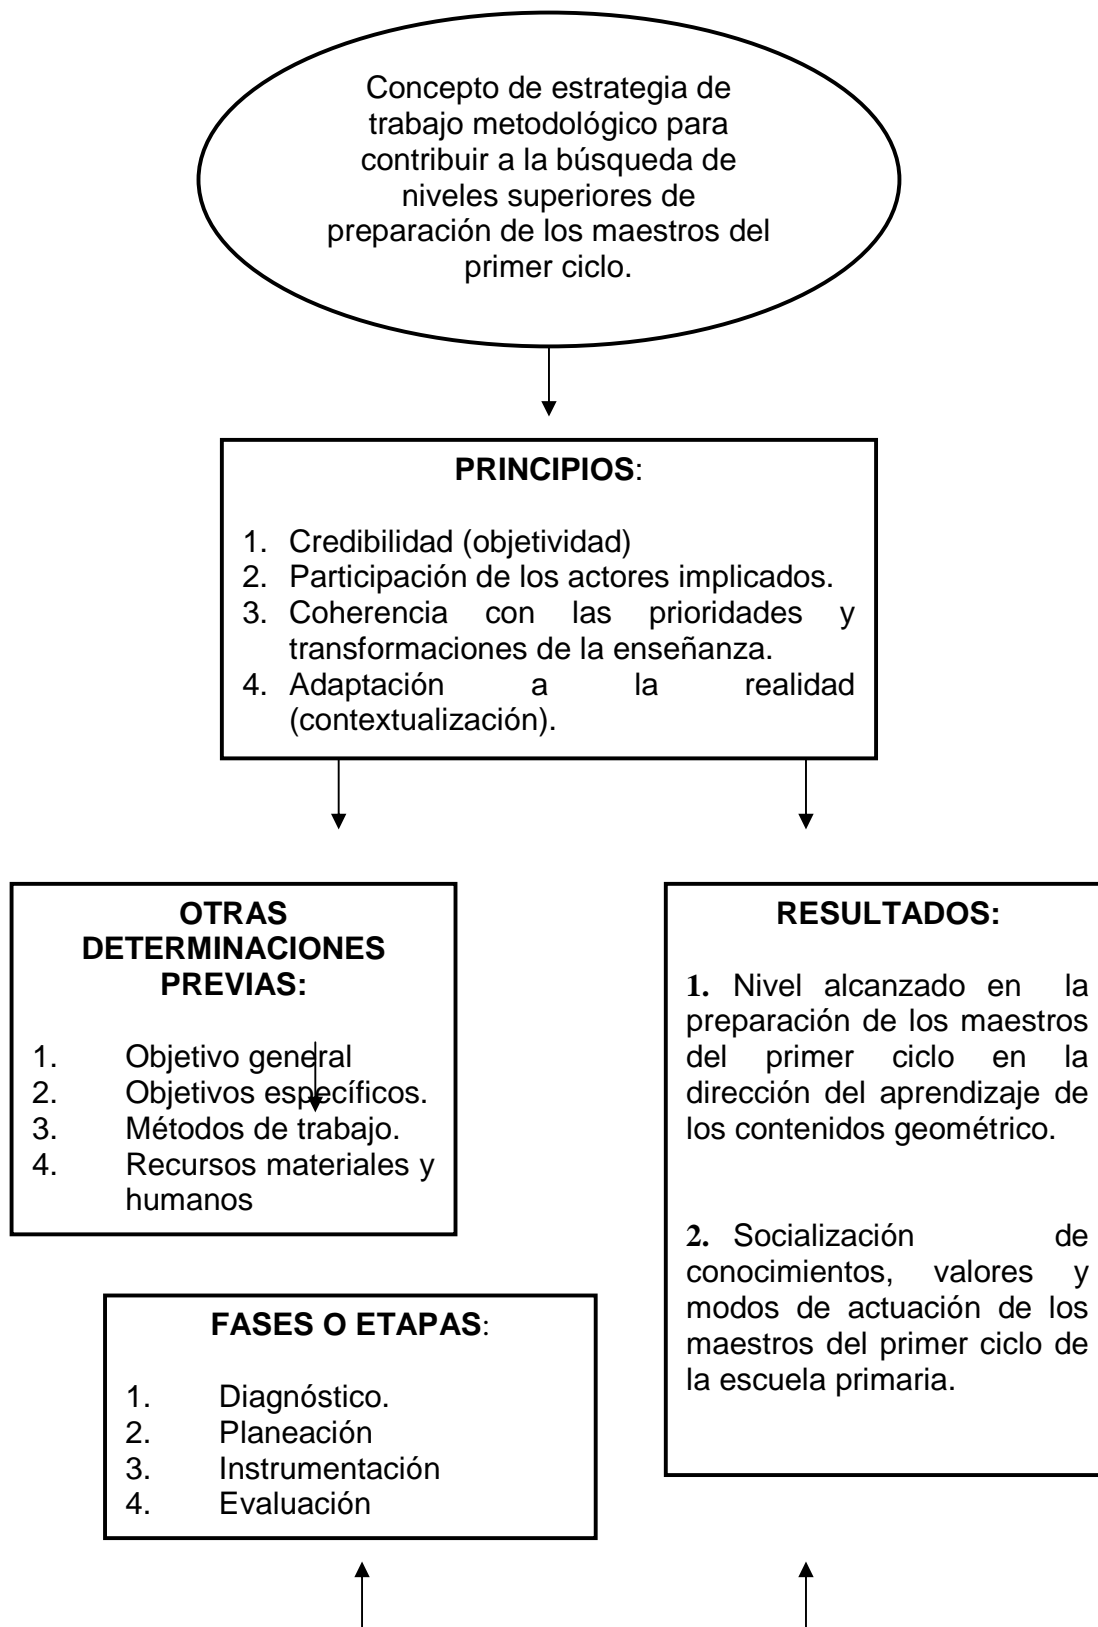 Concepto de estrategia de
trabajo metodológico para
contribuir a la búsqueda de
niveles superiores de
preparación de los maestros del
primer ciclo.
PRINCIPIOS:
1. Credibilidad (objetividad)
2. Participación de los actores implicados.
3. Coherencia con las prioridades y
transformaciones de la enseñanza.
4. Adaptación a la realidad
(contextualización).
OTRAS
DETERMINACIONES
PREVIAS:
1. Objetivo general
2. Objetivos específicos.
3. Métodos de trabajo.
4. Recursos materiales y
humanos
FASES O ETAPAS:
1. Diagnóstico.
2. Planeación
3. Instrumentación
4. Evaluación
RESULTADOS:
1. Nivel alcanzado en la
preparación de los maestros
del primer ciclo en la
dirección del aprendizaje de
los contenidos geométrico.
2. Socialización de
conocimientos, valores y
modos de actuación de los
maestros del primer ciclo de
la escuela primaria.